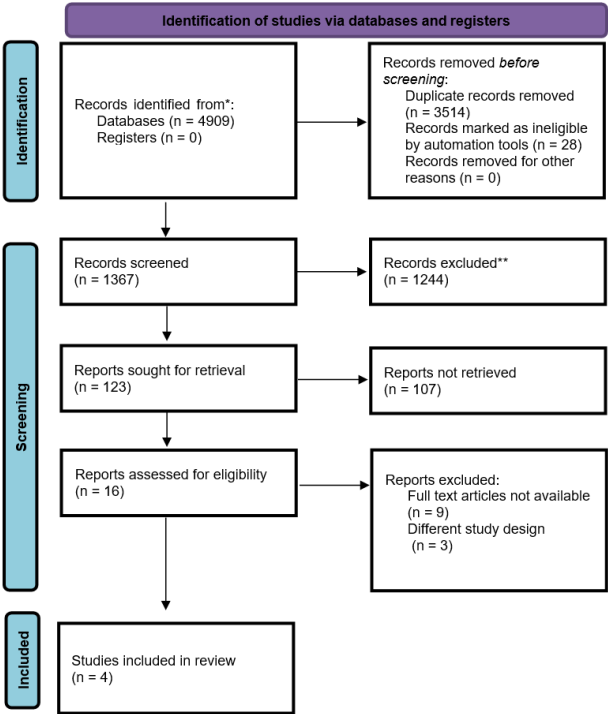 Identification of studies via databases and registers
Identification
Records identified from*:
Databases (n = 4909)
Registers (n = 0)
Records removed before
screening:
Duplicate records removed
(n = 3514)
Records marked as ineligible
by automation tools (n = 28)
Records removed for other
reasons (n = 0)
Screening
Records screened
(n = 1367)
Records excluded**
(n = 1244)
Reports sought for retrieval
(n = 123)
Reports not retrieved
(n = 107)
Reports assessed for eligibility
(n = 16)
Reports excluded:
Full text articles not available
(n = 9)
Different study design
(n = 3)
Included
Studies included in review
(n = 4)